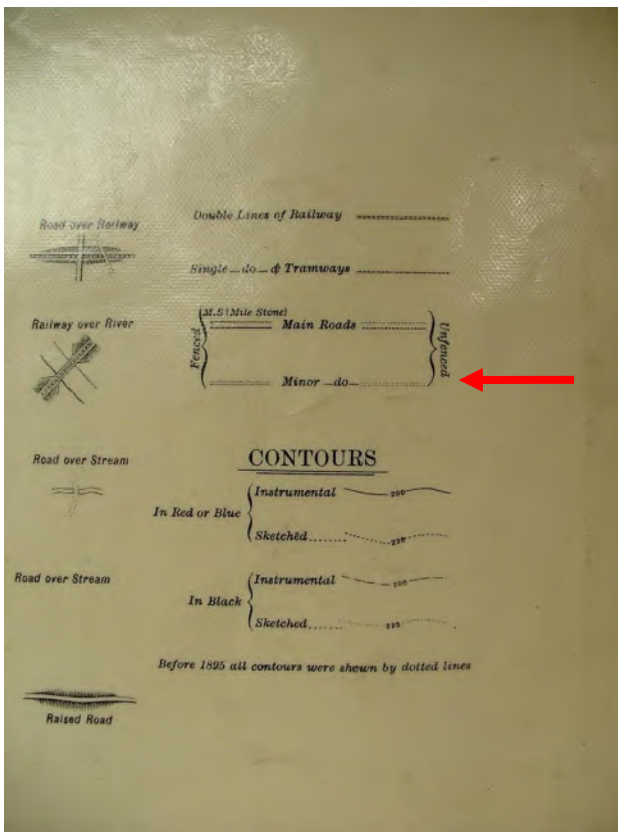 Double Lines of Railway
Road over Railway
Single do & Tramways
(M.S! Mile Stone)
Railway over River
Fenced
Main Roads
Unfenced
Minor do
Road over Stream
CONTOURS
Instrumental 200
In Red or Blue
Sketched 225
Road over Stream
Instrumental 200
In Black
Sketched 225
Before 1895 all contours were shewn by dotted lines
Raised Road